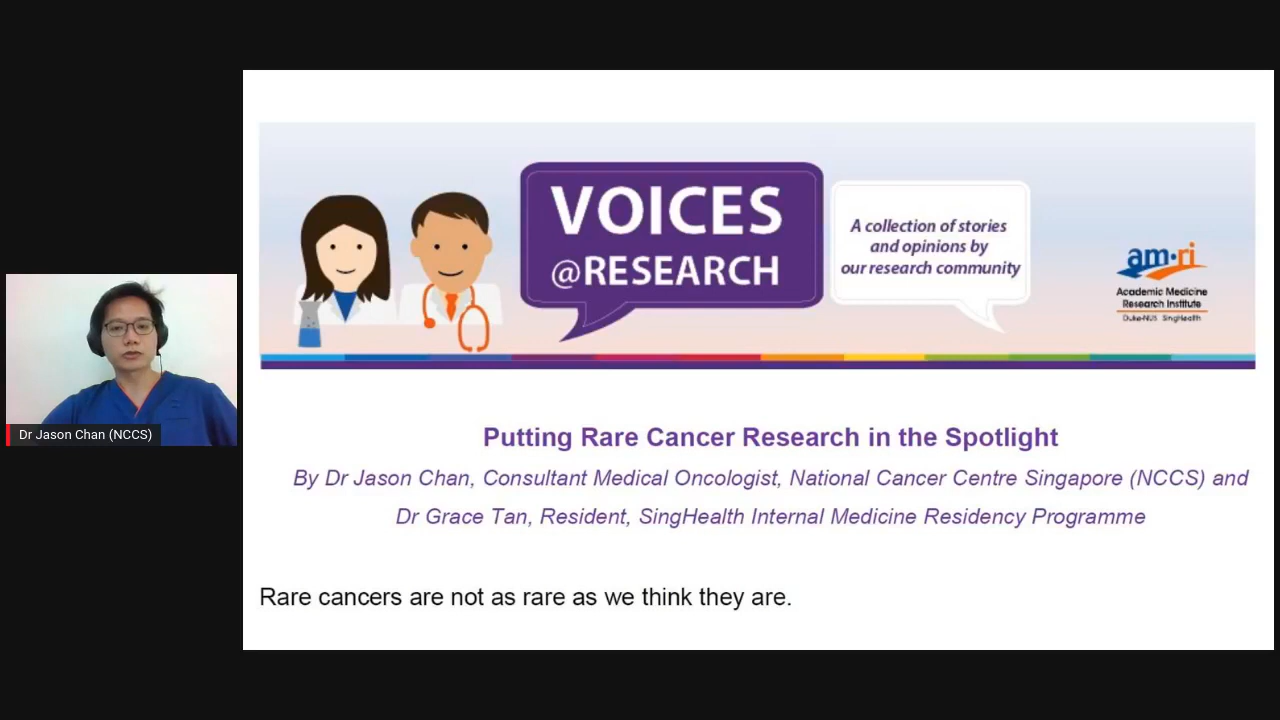 VOICES
@RESEARCH
A collection of stories
and opinions by
our research community
am·ri
Academic Medicine
Research Institute
Duke-NUS SingHealth
Dr Jason Chan (NCCS)
Putting Rare Cancer Research in the Spotlight
By Dr Jason Chan, Consultant Medical Oncologist, National Cancer Centre Singapore (NCCS) and
Dr Grace Tan, Resident, SingHealth Internal Medicine Residency Programme
Rare cancers are not as rare as we think they are.